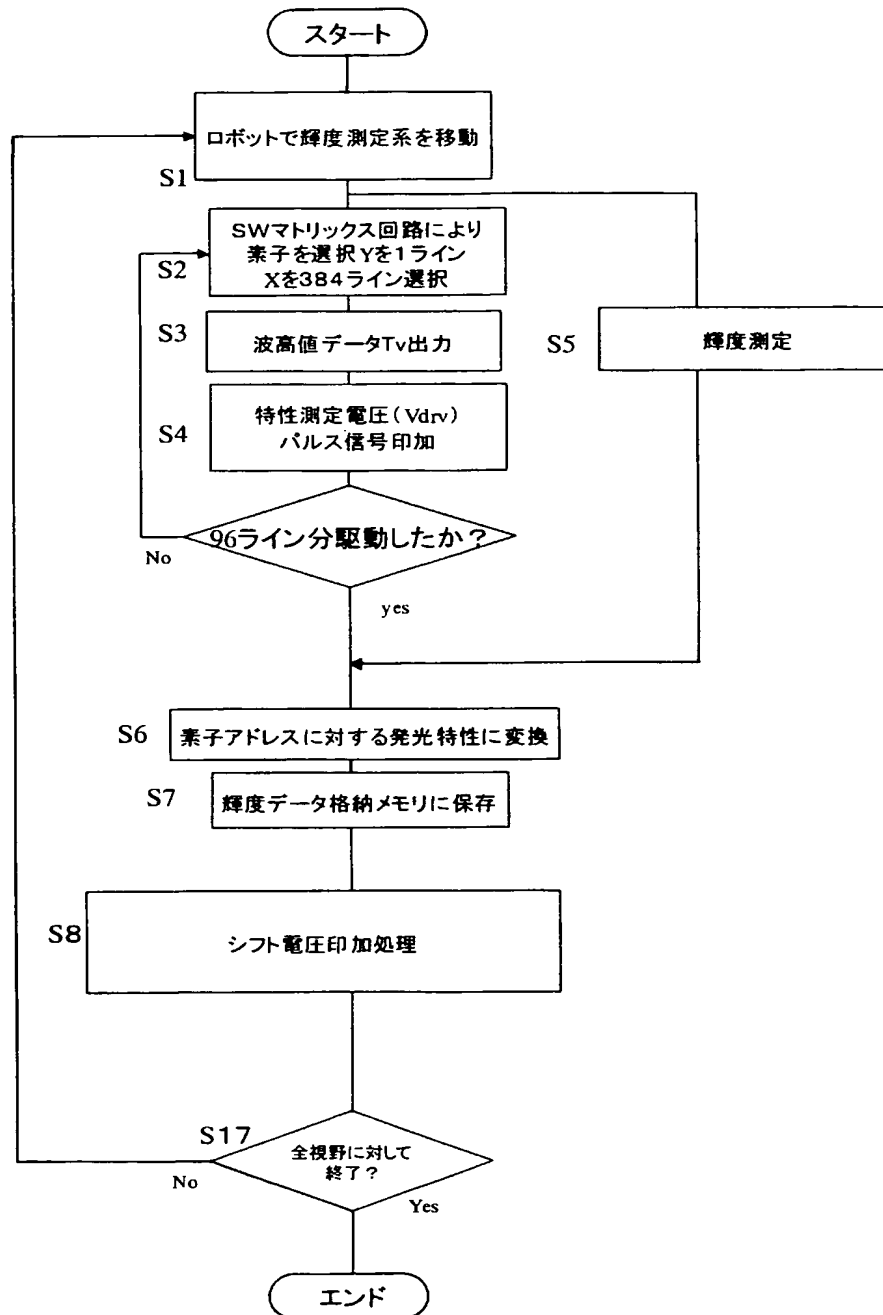 スタート
ロボットで輝度測定系を移動
S1
SWマトリックス回路により
素子を選択Yを1ライン
Xを384ライン選択
S2
S3
波高値データTv出力
S5
輝度測定
S4
特性測定電圧(Vdrv)
パルス信号印加
96ライン分駆動したか?
No
yes
S6
素子アドレスに対する発光特性に変換
S7
輝度データ格納メモリに保存
S8
シフト電圧印加処理
S17
全視野に対して
終了?
No
Yes
エンド